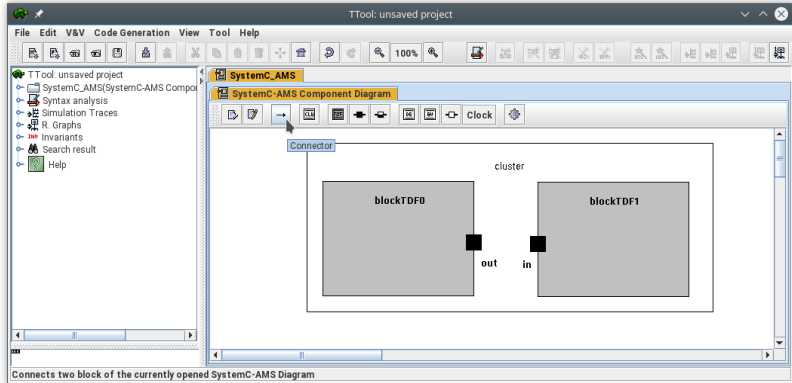 TTool: unsaved project
File Edit V&V Code Generation View Tool Help
100%
TTool: unsaved project
SystemC_AMS(SystemC-AMS Compor
Syntax analysis
Simulation Traces
R. Graphs
Invariants
Search result
Help
SystemC_AMS
SystemC-AMS Component Diagram
Clock
Connector
cluster
blockTDF0
blockTDF1
out
in
Connects two block of the currently opened SystemC-AMS Diagram